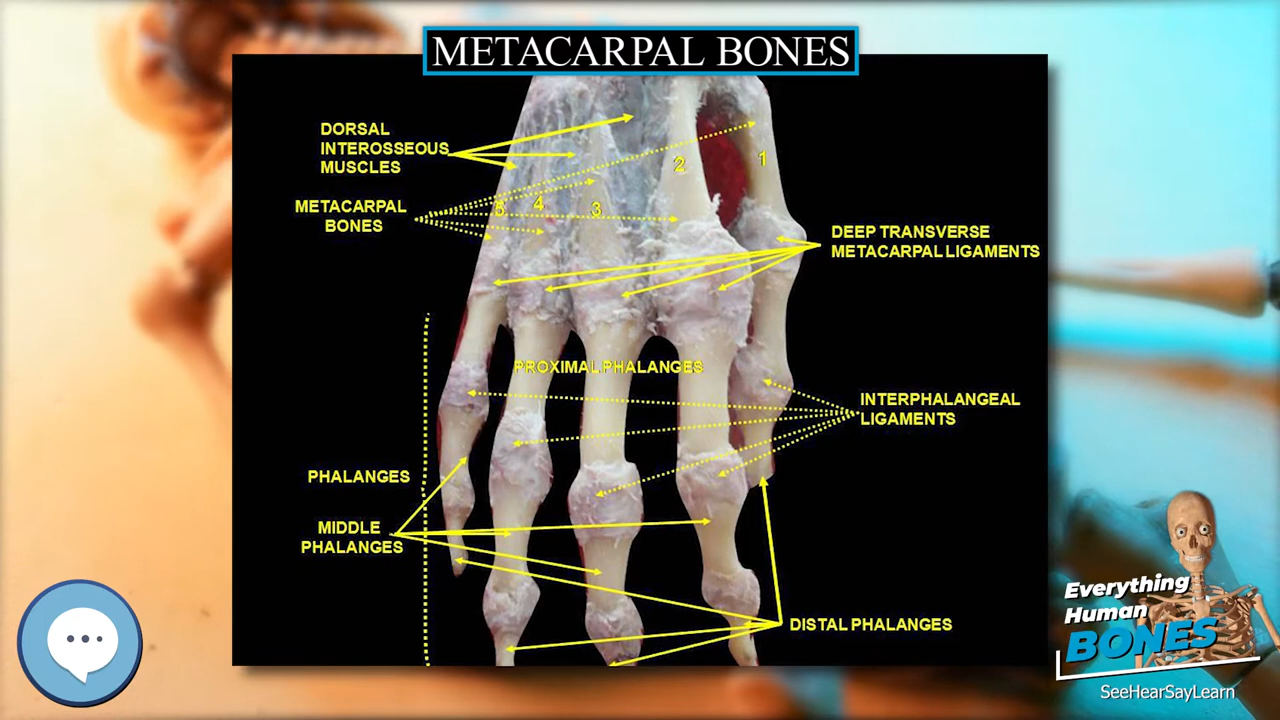 METACARPAL BONES
DORSAL
INTEROSSEOUS
MUSCLES
METACARPAL
BONES
5
4
3
2
1
DEEP TRANSVERSE
METACARPAL LIGAMENTS
PROXIMAL PHALANGES
INTERPHALANGEAL
LIGAMENTS
PHALANGES
MIDDLE
PHALANGES
DISTAL PHALANGES
Everything
Human
BONES
SeeHearSayLearn